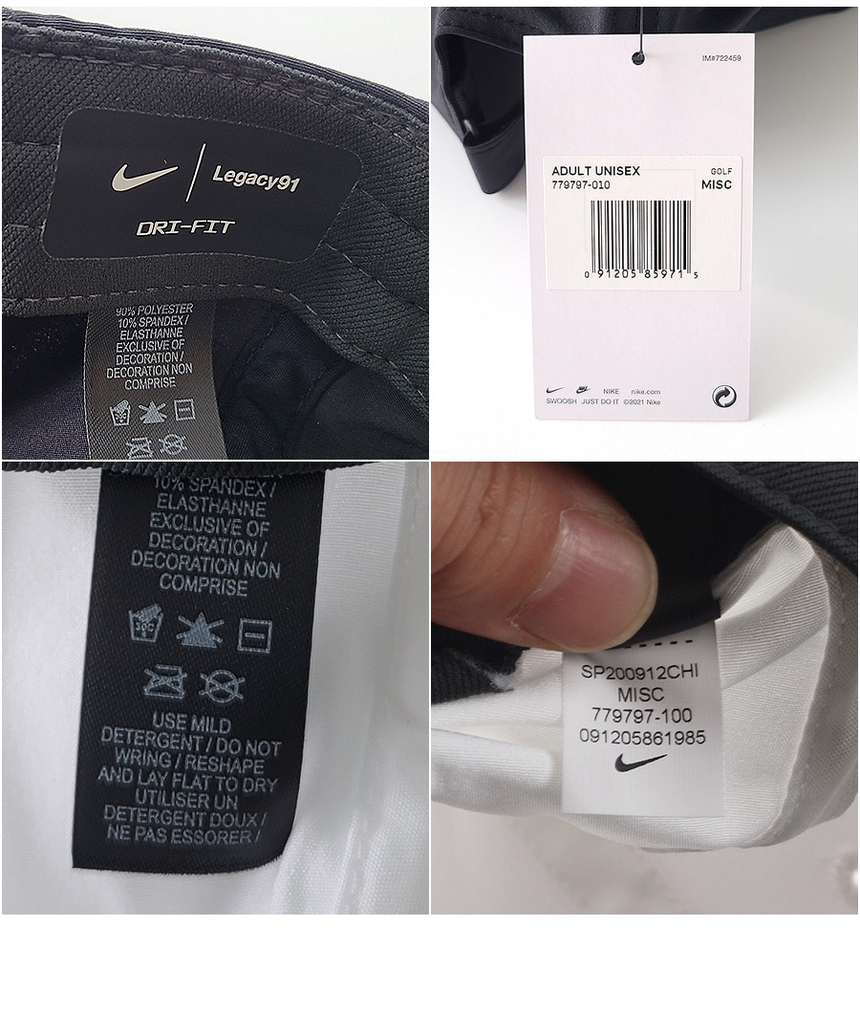 Legacy91
DRI-FIT
90% POLYESTER
10% SPANDEX /
ELASTHANNE
EXCLUSIVE OF
DECORATION /
DECORATION NON
COMPRISE
IM#722459
ADULT UNISEX
GOLF
779797-010
MISC
0 91205 85971 5
NIKE nike.com
SWOOSH JUST DO IT ©2021 Nike
10% SPANDEX /
ELASTHANNE
EXCLUSIVE OF
DECORATION /
DECORATION NON
COMPRISE
30C
USE MILD
DETERGENT / DO NOT
WRING / RESHAPE
AND LAY FLAT TO DRY
UTILISER UN
DETERGENT DOUX /
NE PAS ESSORER /
SP200912CHI
MISC
779797-100
091205861985